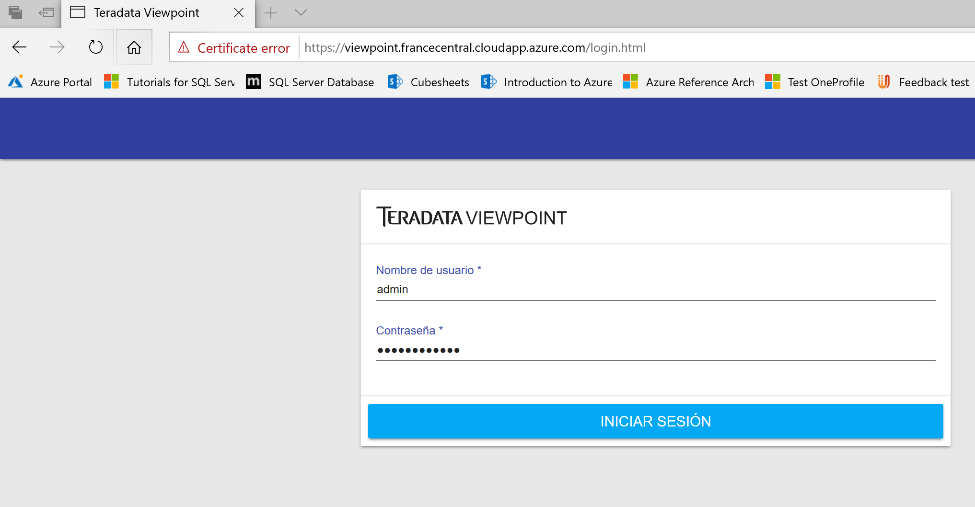 Teradata Viewpoint
Certificate error https://viewpoint.francecentral.cloudapp.azure.com/login.html
Azure Portal Tutorials for SQL Serv m SQL Server Database Cubesheets Introduction to Azure Azure Reference Arch Test OneProfile Feedback test
TERADATA VIEWPOINT
Nombre de usuario *
admin
Contraseña *
••••••••••••
INICIAR SESIÓN